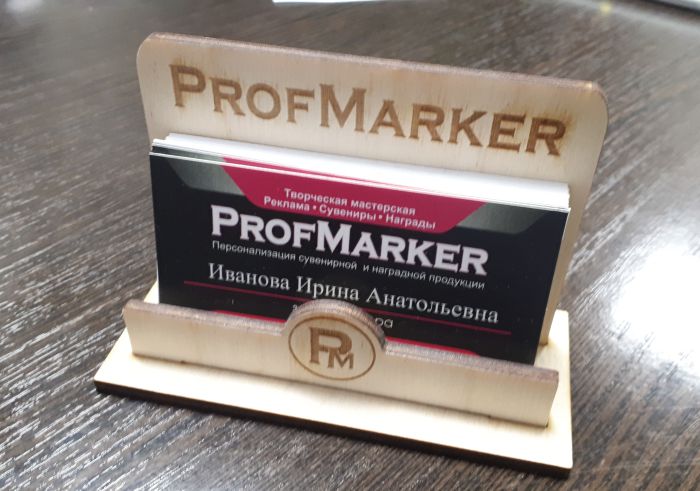 PROFMARKER
Творческая мастерская
Реклама • Сувениры • Награды
PROFMARKER
Персонализация сувенирной и наградной продукции
Иванова Ирина Анатольевна
PM